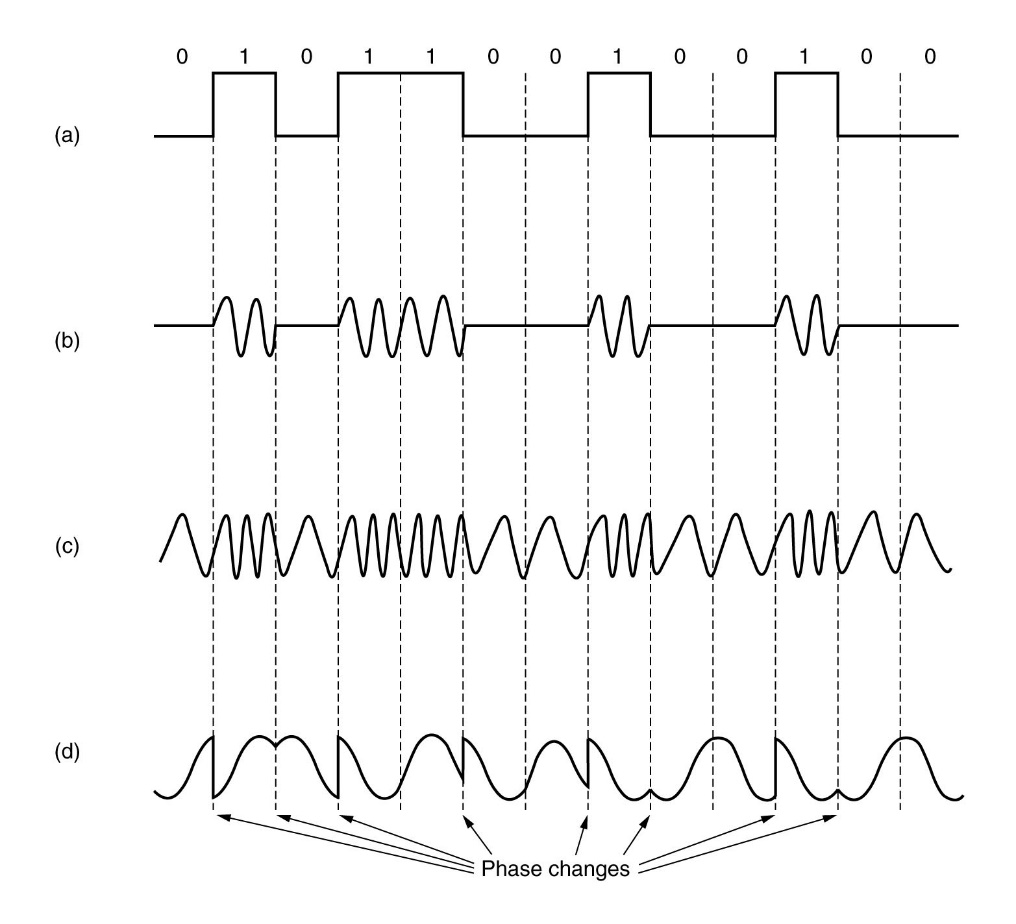 0 1 0 1 1 0 0 1 0 0 1 0 0
(a)
(b)
(c)
(d)
Phase changes